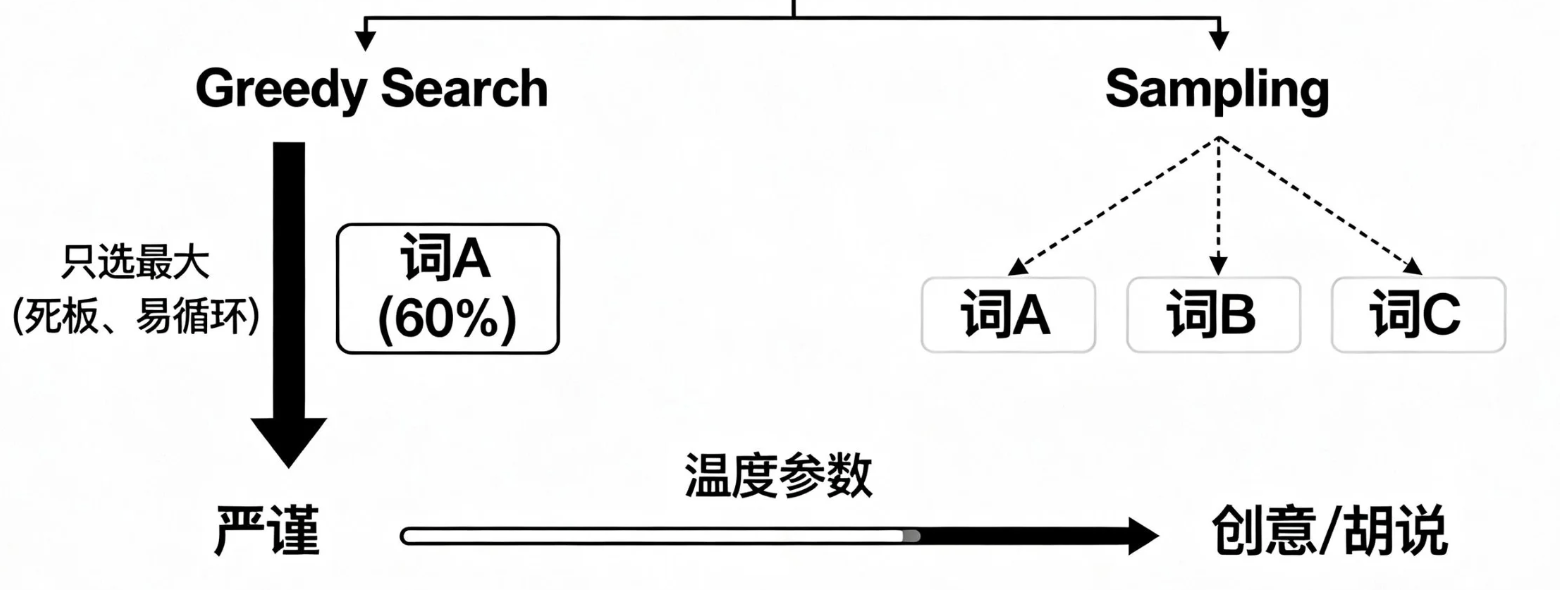 Greedy Search
Sampling
只选最大
(死板、易循环)
词A
(60%)
词A
词B
词C
温度参数
严谨
创意/胡说